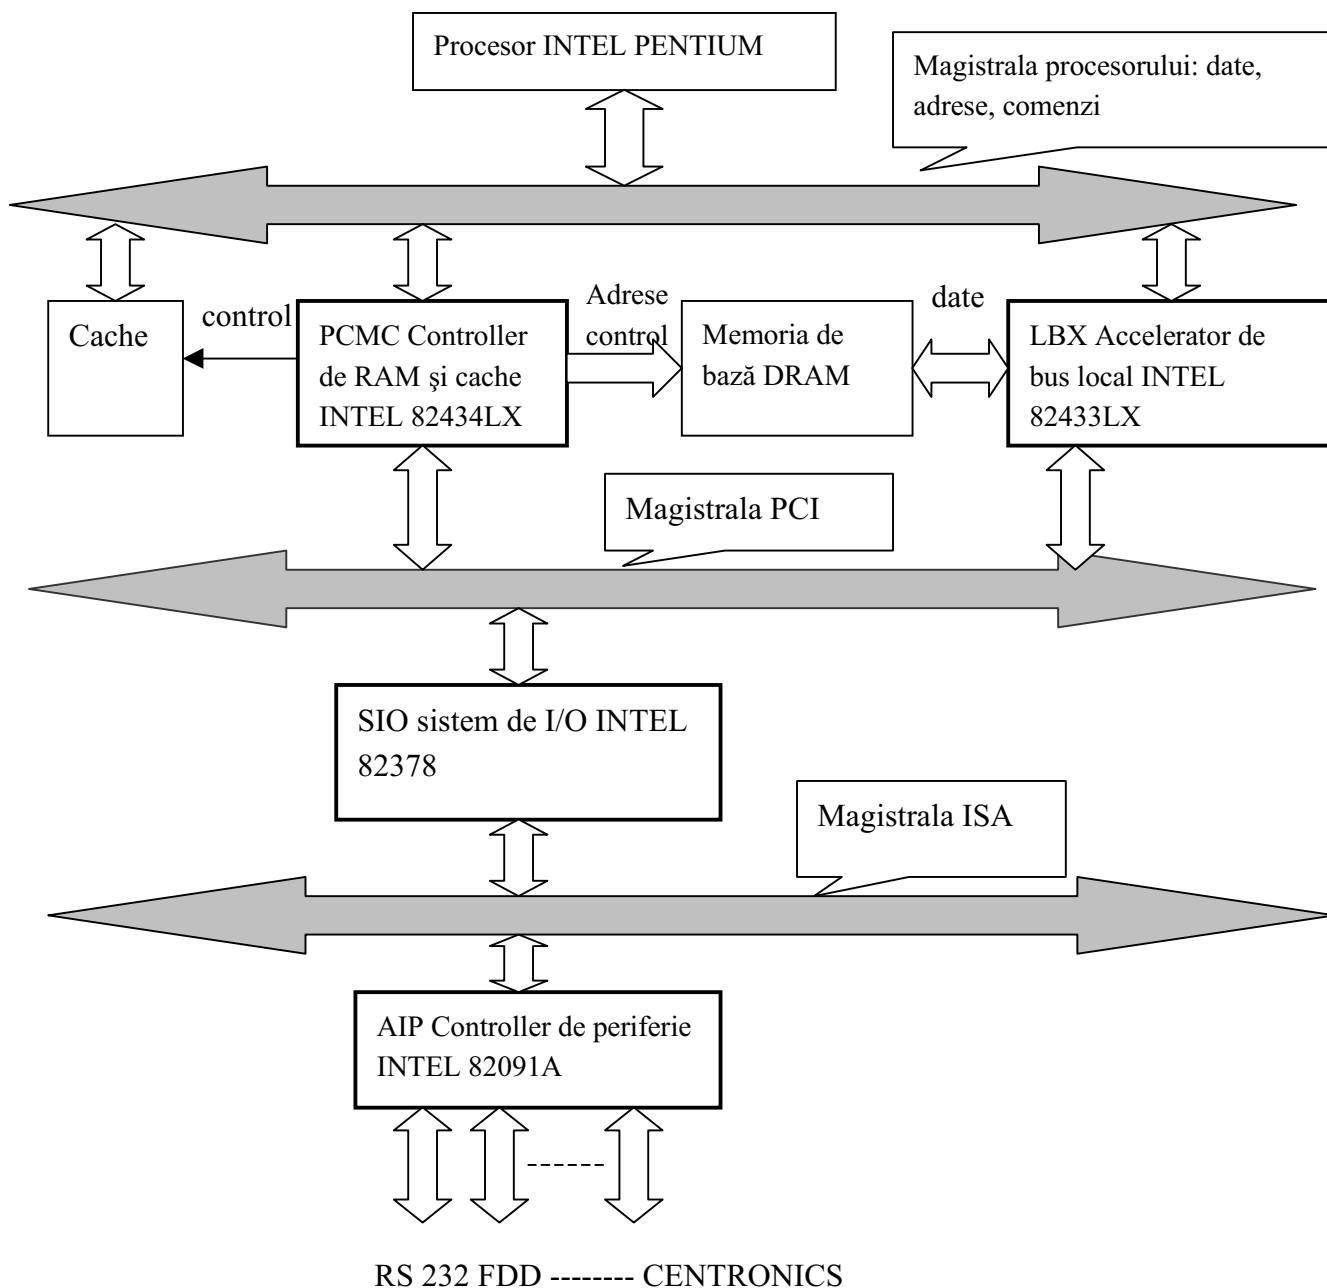 Procesor INTEL PENTIUM
Magistrala procesorului: date,
adrese, comenzi
Cache
control
PCMC Controller
de RAM şi cache
INTEL 82434LX
Adrese
control
Memoria de
bază DRAM
date
LBX Accelerator de
bus local INTEL
82433LX
Magistrala PCI
SIO sistem de I/O INTEL
82378
Magistrala ISA
AIP Controller de periferie
INTEL 82091A
RS 232 FDD -------- CENTRONICS